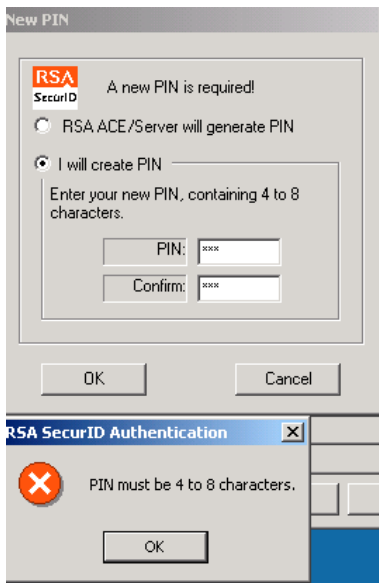 New PIN
RSA
SecurID
A new PIN is required!
RSA ACE/Server will generate PIN
I will create PIN
Enter your new PIN, containing 4 to 8
characters.
PIN: ***
Confirm: ***
OK Cancel
RSA SecurID Authentication
PIN must be 4 to 8 characters.
OK